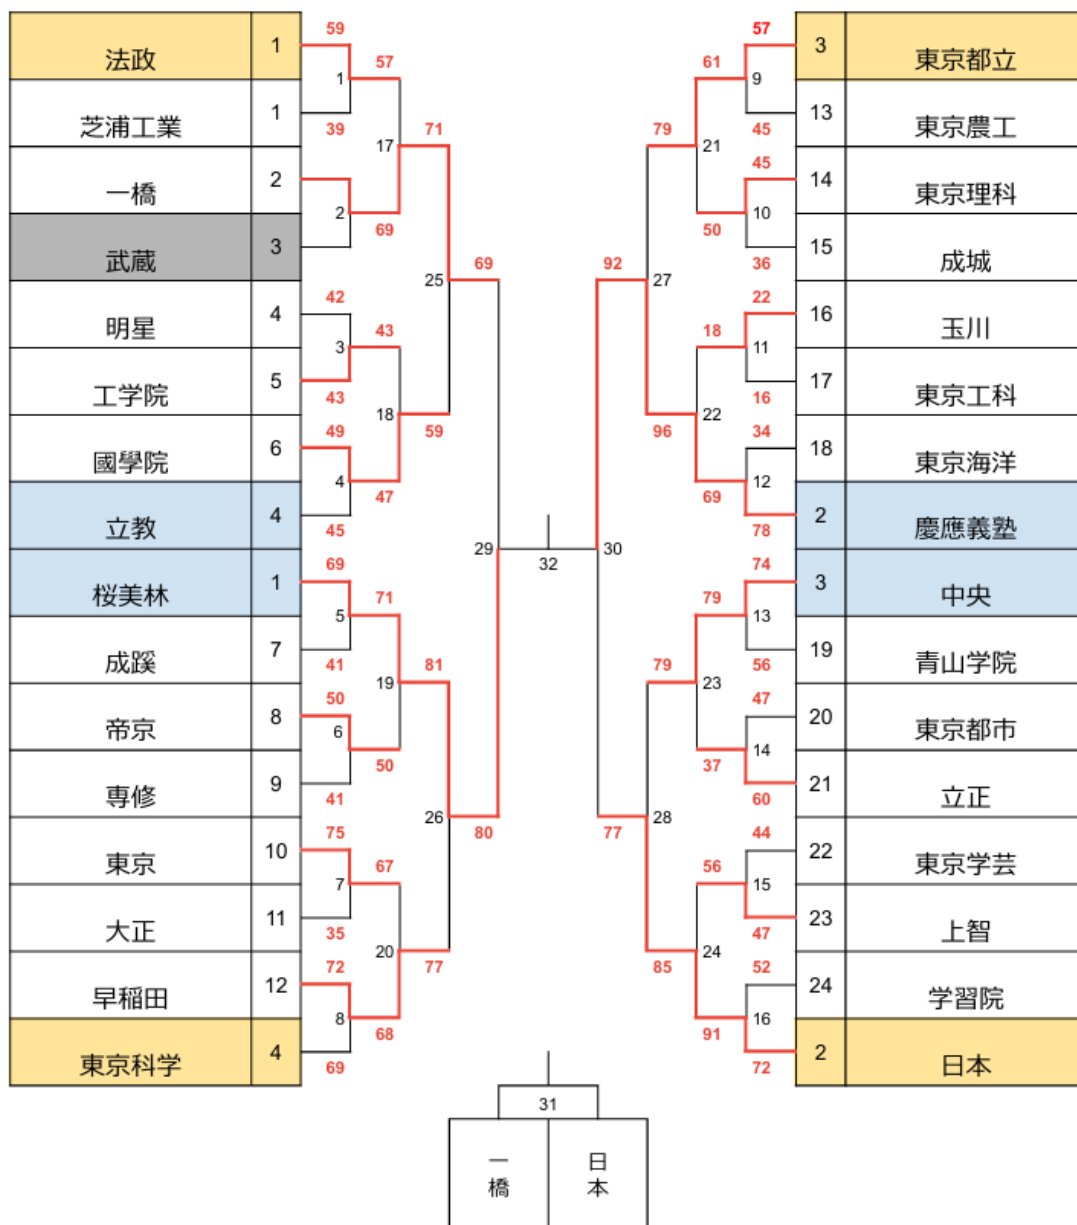 法政 1 59
57
1
芝浦工業 1 39
17 71
一橋 2
2
69
武蔵 3
25 69
明星 4 42
43
3
工学院 5 43
18 59
國學院 6 49
4
47
立教 4 45
29
桜美林 1 69
71
5
成蹊 7 41
19 81
帝京 8 50
6
50
専修 9 41
26 80
東京 10 75
67
7
大正 11 35
20 77
早稲田 12 72
8
68
東京科学 4 69
57 3 東京都立
61
9
45 13 東京農工
79 21
45 14 東京理科
10
50
36 15 成城
92 27
22 16 玉川
18
11
16 17 東京工科
96 22
34 18 東京海洋
12
69
78 2 慶應義塾
32
30
74 3 中央
79
13
56 19 青山学院
79 23
47 20 東京都市
14
37
60 21 立正
77 28
44 22 東京学芸
56
15
47 23 上智
85 24
52 24 学習院
16
91
72 2 日本
31
一橋
日本